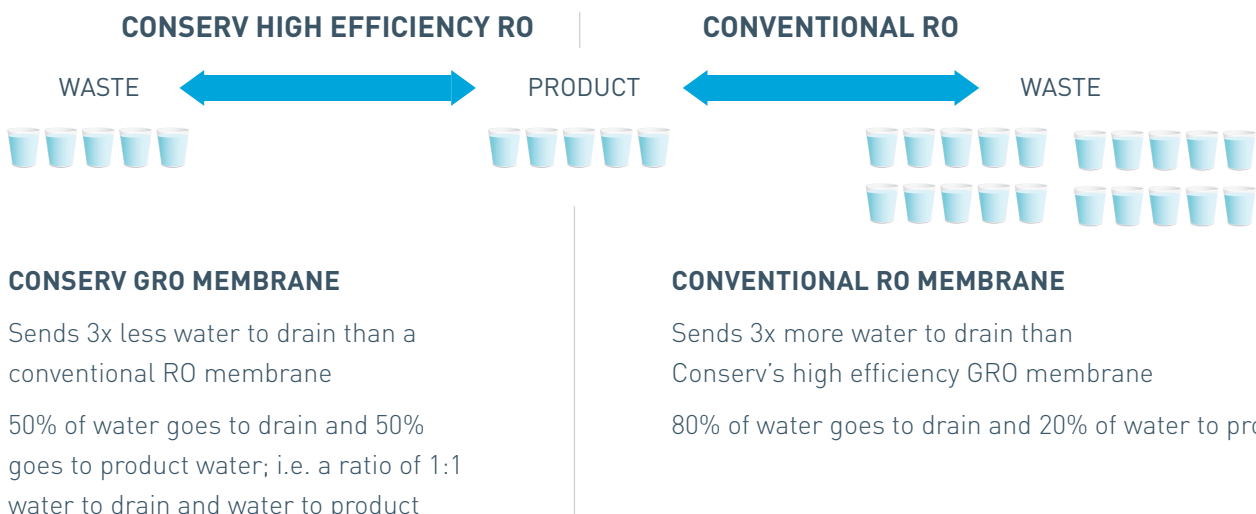 CONSERV HIGH EFFICIENCY RO
CONVENTIONAL RO
WASTE
PRODUCT
WASTE
CONSERV GRO MEMBRANE
Sends 3x less water to drain than a
conventional RO membrane
50% of water goes to drain and 50%
goes to product water; i.e. a ratio of 1:1
water to drain and water to product
CONVENTIONAL RO MEMBRANE
Sends 3x more water to drain than
Conserv's high efficiency GRO membrane
80% of water goes to drain and 20% of water to